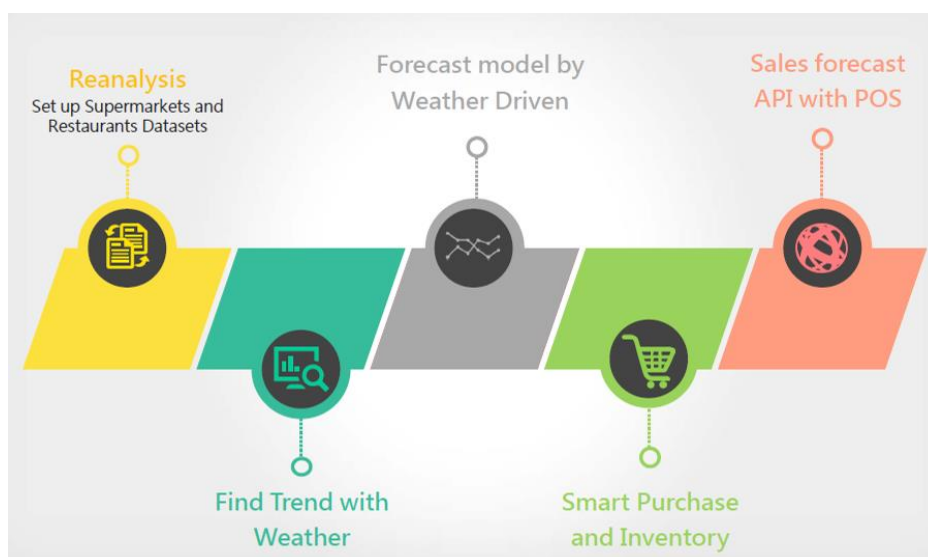 Reanalysis
Set up Supermarkets and
Restaurants Datasets
Find Trend with
Weather
Forecast model by
Weather Driven
Smart Purchase
and Inventory
Sales forecast
API with POS